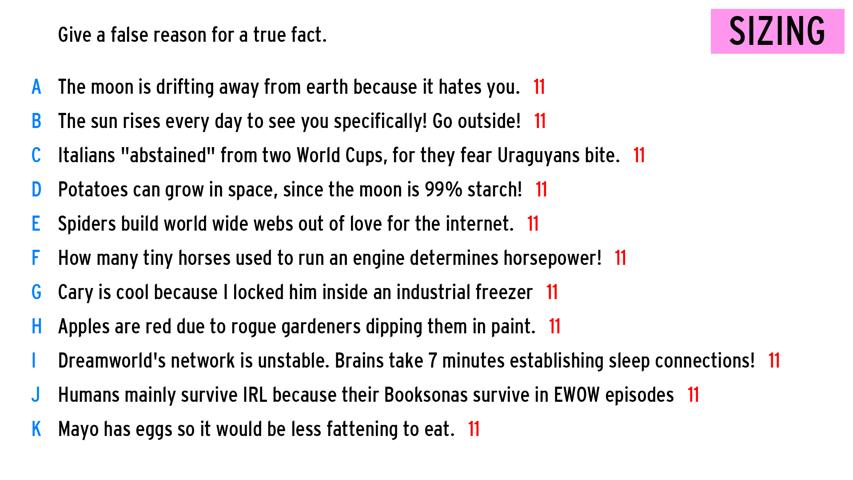 Give a false reason for a true fact.
SIZING
A The moon is drifting away from earth because it hates you. 11
B The sun rises every day to see you specifically! Go outside! 11
C Italians "abstained" from two World Cups, for they fear Uraguyans bite. 11
D Potatoes can grow in space, since the moon is 99% starch! 11
E Spiders build world wide webs out of love for the internet. 11
F How many tiny horses used to run an engine determines horsepower! 11
G Cary is cool because I locked him inside an industrial freezer 11
H Apples are red due to rogue gardeners dipping them in paint. 11
I Dreamworld's network is unstable. Brains take 7 minutes establishing sleep connections! 11
J Humans mainly survive IRL because their Booksonas survive in EWOW episodes 11
K Mayo has eggs so it would be less fattening to eat. 11